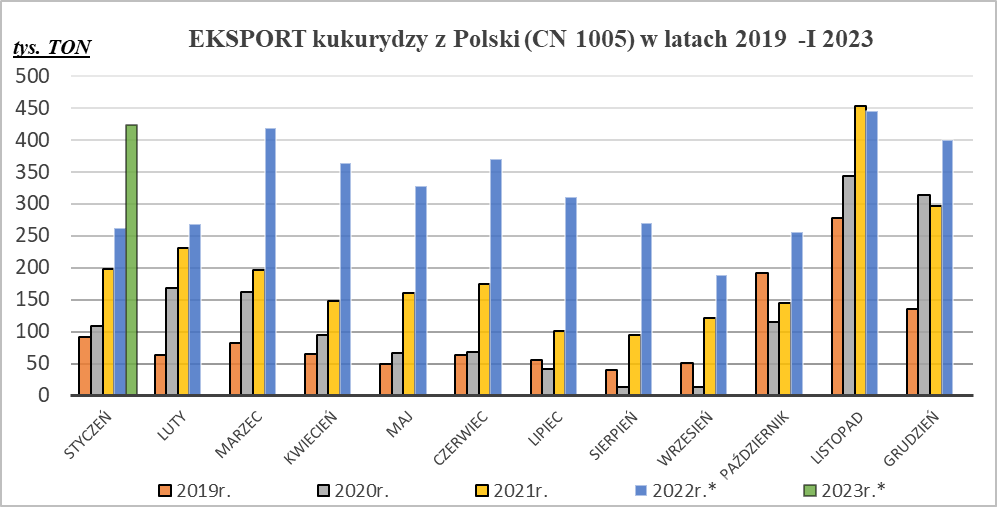 EKSPORT kukurydzy z Polski (CN 1005) w latach 2019 -I 2023
tys. TON
500
450
400
350
300
250
200
150
100
50
0
STYCZEŃ
LUTY
MARZEC
KWIECIEŃ
MAJ
CZERWIEC
LIPIEC
SIERPIEŃ
WRZESIEŃ
PAŹDZIERNIK
LISTOPAD
GRUDZIEŃ
2019r. 2020r. 2021r. 2022r.* 2023r.*